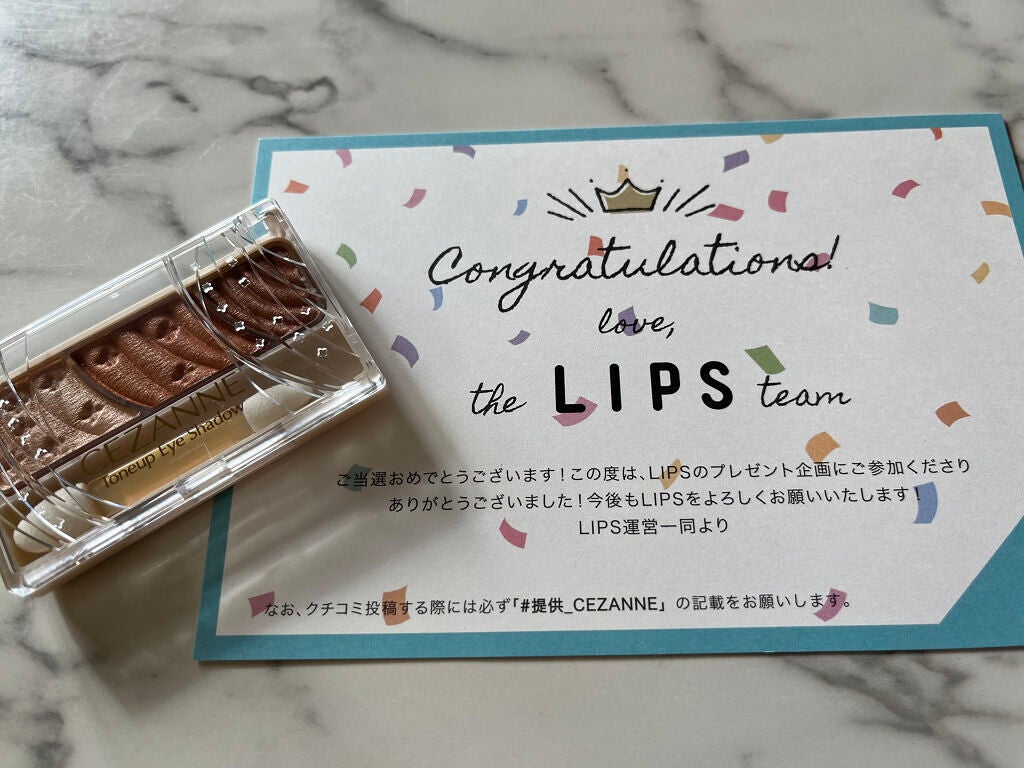 Congratulations!
love,
the LIPS team
ご当選おめでとうございます！この度は、LIPSのプレゼント企画にご参加くださり
ありがとうございました！今後もLIPSをよろしくお願いいたします！
LIPS運営一同より
なお、クチコミ投稿する際には必ず「#提供_CEZANNE」の記載をお願いします。
CEZANNE
Toneup Eye Shadow